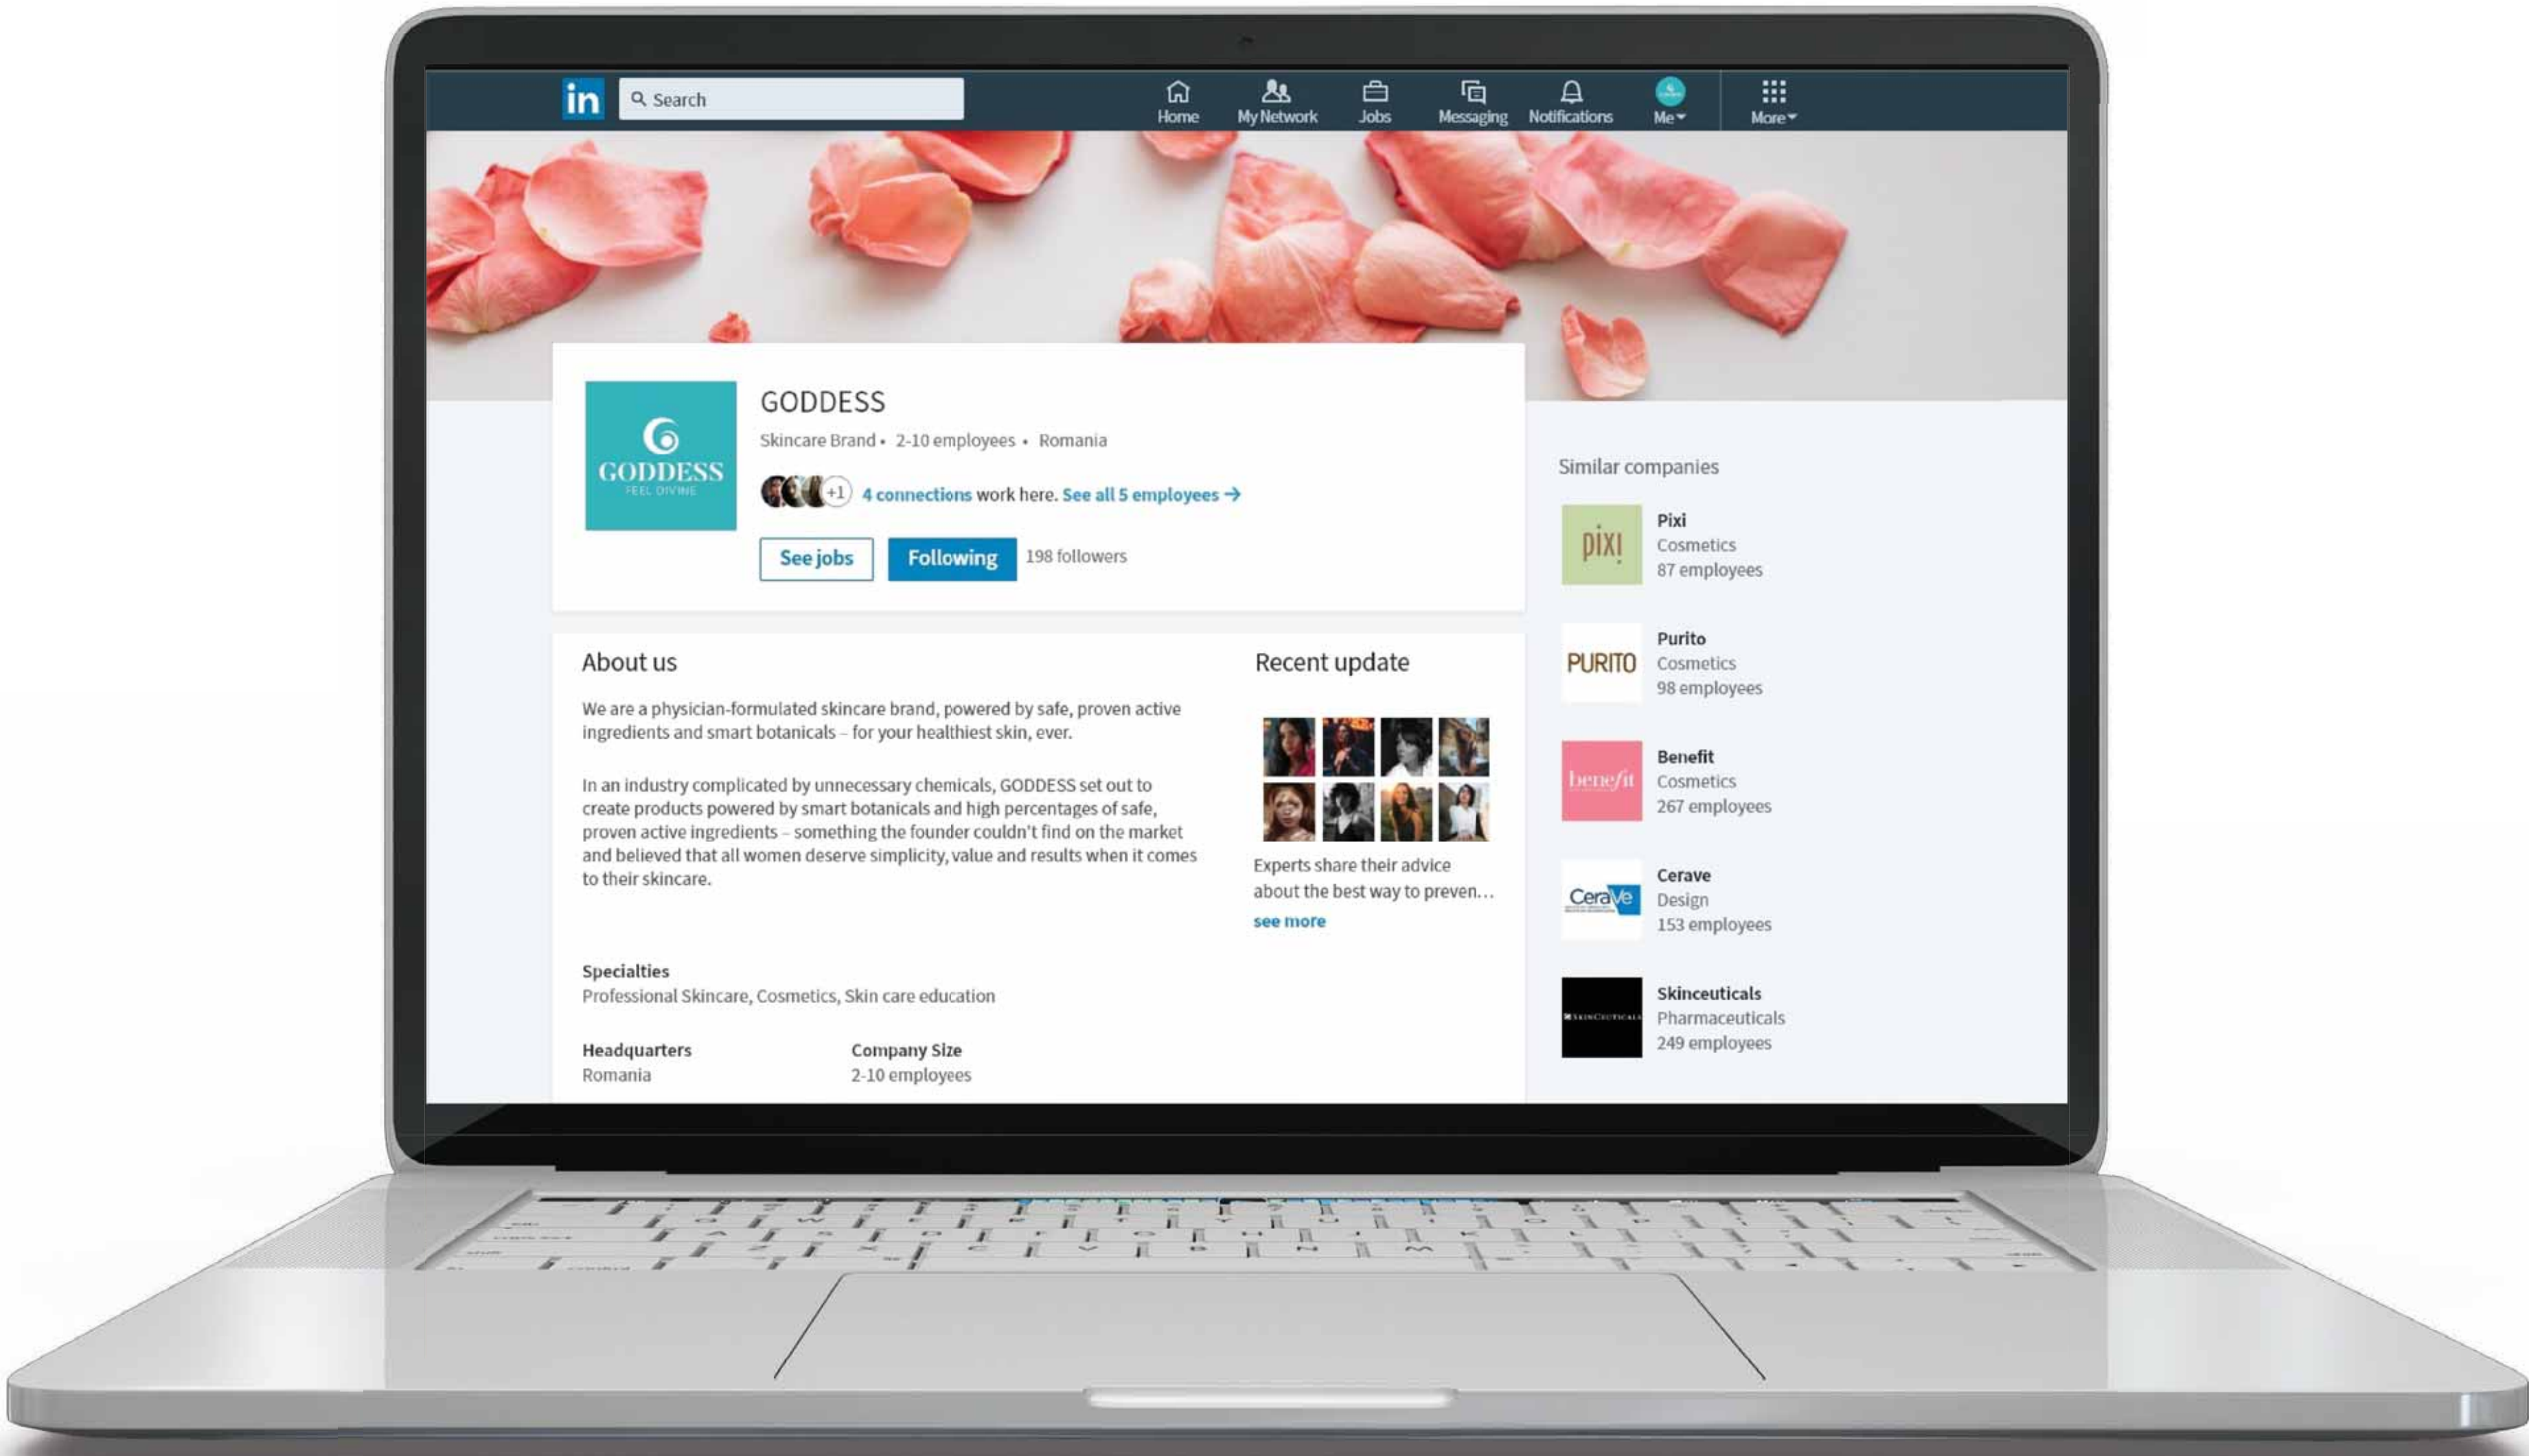 in
Search
Home
My Network
Jobs
Messaging
Notifications
Me
More
GODDESS
FEEL DIVINE
GODDESS
Skincare Brand • 2-10 employees • Romania
+1
4 connections work here. See all 5 employees →
See jobs
Following
198 followers
About us
We are a physician-formulated skincare brand, powered by safe, proven active
ingredients and smart botanicals – for your healthiest skin, ever.
In an industry complicated by unnecessary chemicals, GODDESS set out to
create products powered by smart botanicals and high percentages of safe,
proven active ingredients – something the founder couldn't find on the market
and believed that all women deserve simplicity, value and results when it comes
to their skincare.
Specialties
Professional Skincare, Cosmetics, Skin care education
Headquarters
Romania
Company Size
2-10 employees
Recent update
Experts share their advice
about the best way to preven...
see more
Similar companies
pixi
Pixi
Cosmetics
87 employees
PURITO
Purito
Cosmetics
98 employees
benefit
Benefit
Cosmetics
267 employees
CeraVe
Cerave
Design
153 employees
SKINCEUTICALS
Skinceuticals
Pharmaceuticals
249 employees